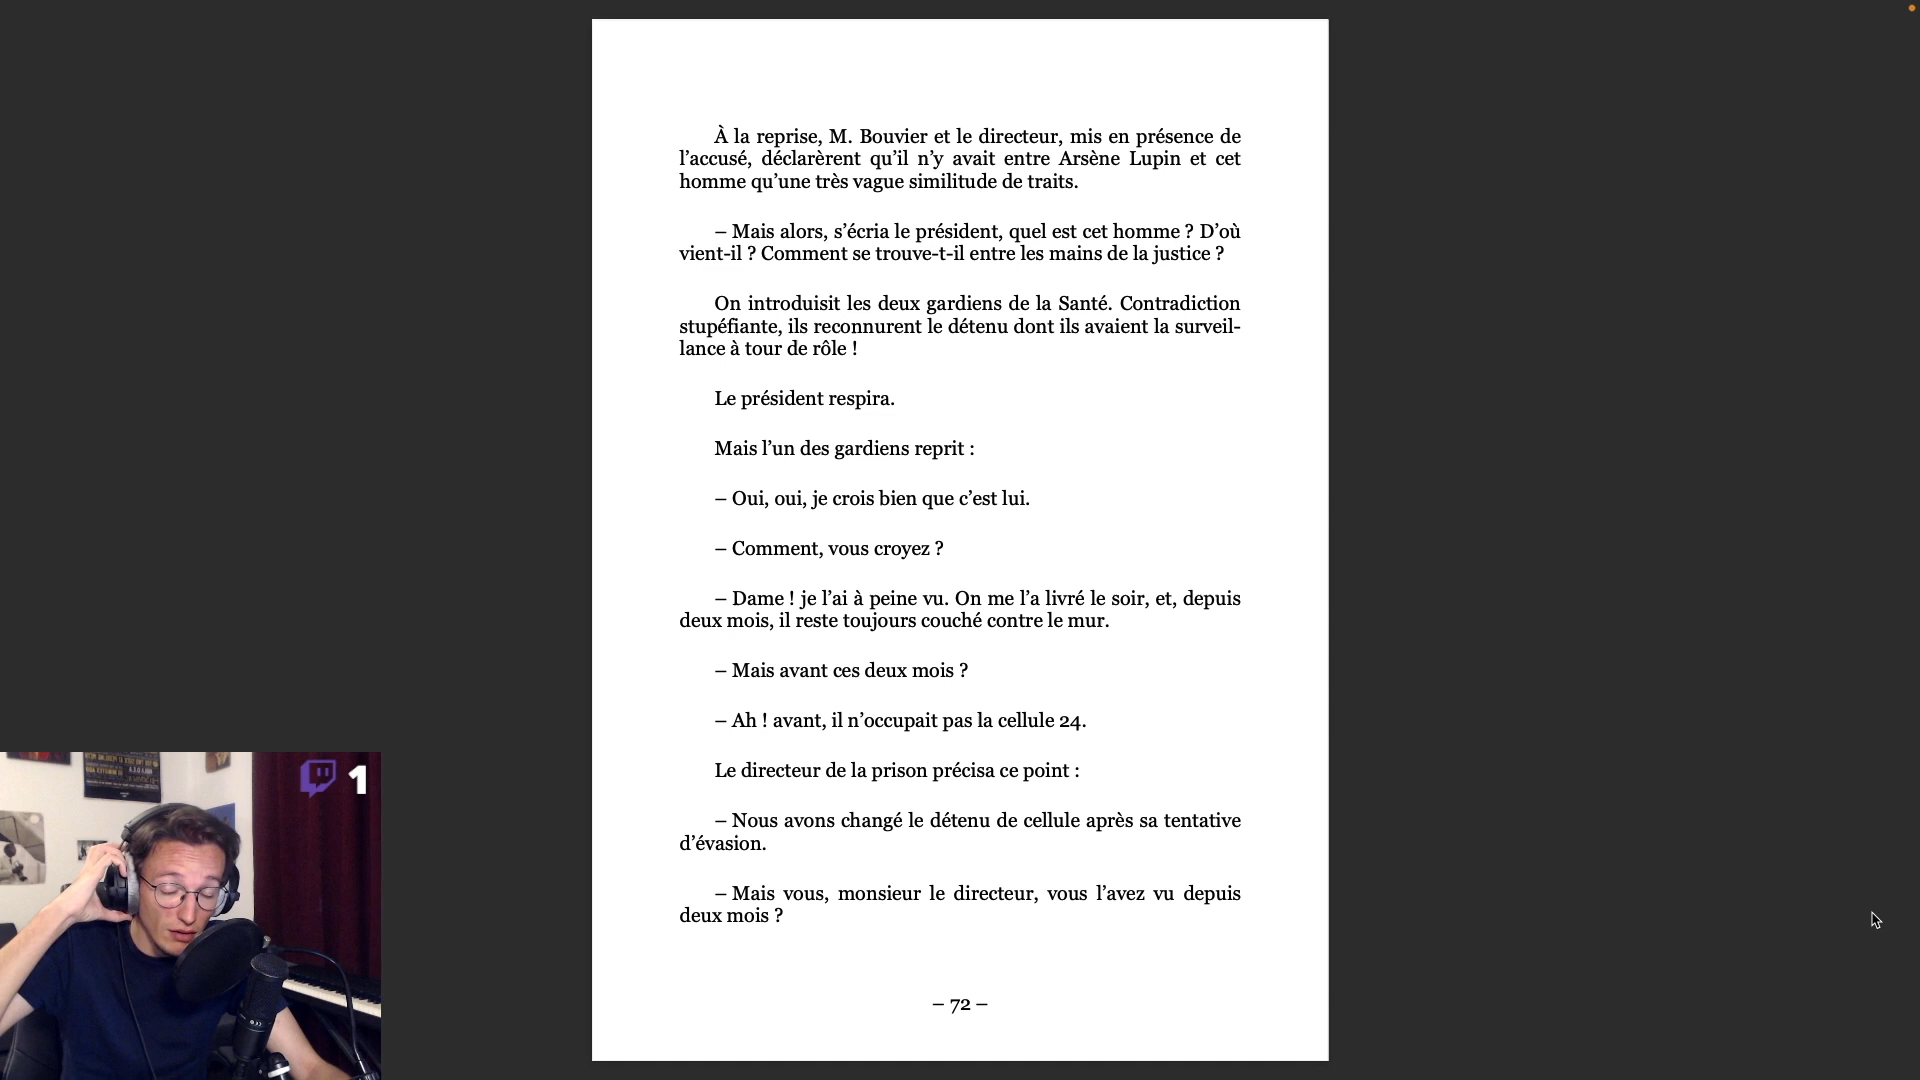 À la reprise, M. Bouvier et le directeur, mis en présence de
l’accusé, déclarèrent qu’il n’y avait entre Arsène Lupin et cet
homme qu’une très vague similitude de traits.
– Mais alors, s’écria le président, quel est cet homme ? D’où
vient-il ? Comment se trouve-t-il entre les mains de la justice ?
On introduisit les deux gardiens de la Santé. Contradiction
stupéfiante, ils reconnurent le détenu dont ils avaient la surveil-
lance à tour de rôle !
Le président respira.
Mais l’un des gardiens reprit :
– Oui, oui, je crois bien que c’est lui.
– Comment, vous croyez ?
– Dame ! je l’ai à peine vu. On me l’a livré le soir, et, depuis
deux mois, il reste toujours couché contre le mur.
– Mais avant ces deux mois ?
– Ah ! avant, il n’occupait pas la cellule 24.
Le directeur de la prison précisa ce point :
– Nous avons changé le détenu de cellule après sa tentative
d’évasion.
– Mais vous, monsieur le directeur, vous l’avez vu depuis
deux mois ?
– 72 –
1